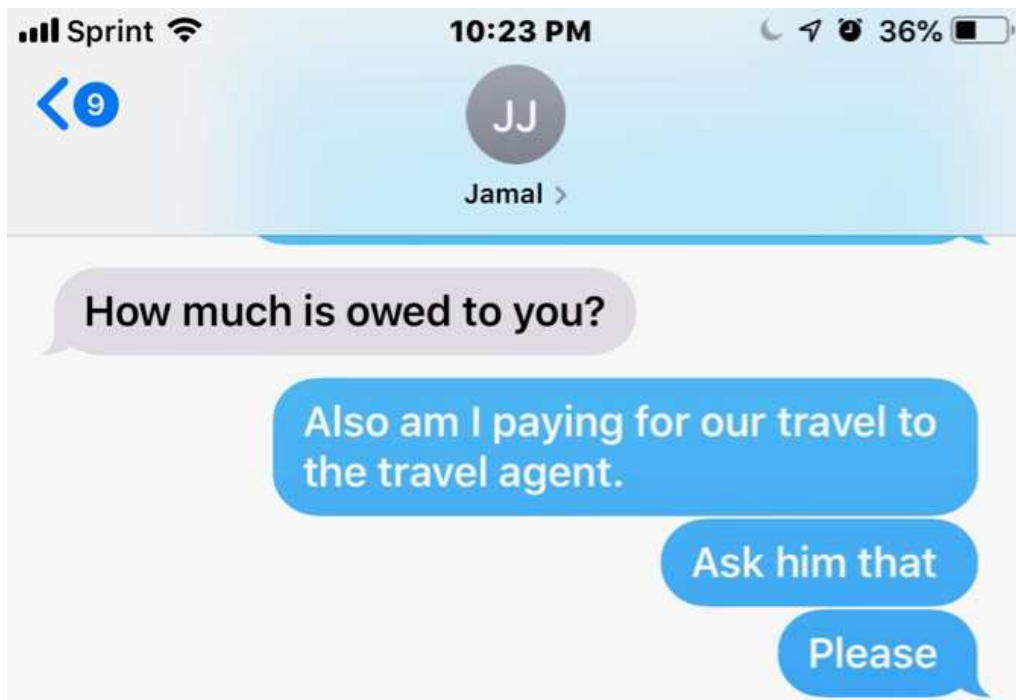 Sprint 10:23 PM 36%
9
JJ
Jamal >
How much is owed to you?
Also am I paying for our travel to
the travel agent.
Ask him that
Please